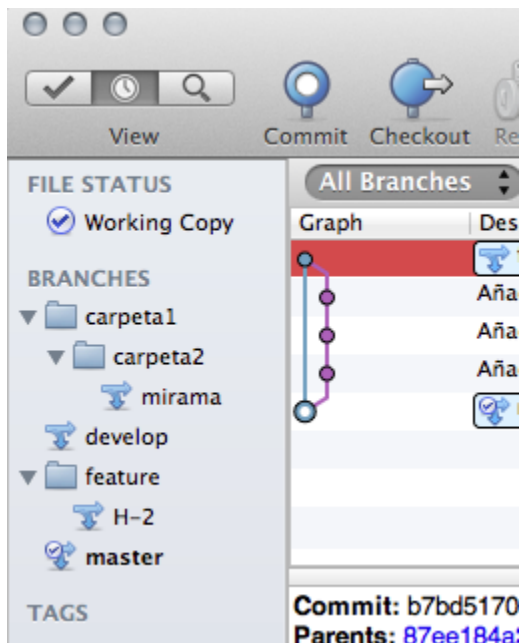 View
Commit
Checkout
Re
FILE STATUS
Working Copy
BRANCHES
carpeta1
carpeta2
mirama
develop
feature
H-2
master
TAGS
All Branches
Graph
Des
Aña
Aña
Aña
Commit: b7bd5170
Parents: 87ee184a